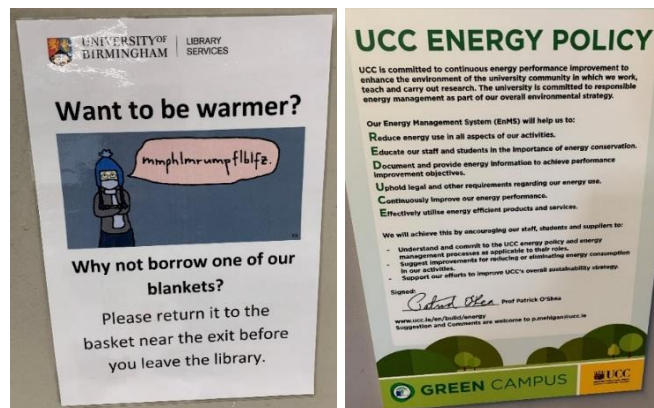 UNIVERSITY OF
BIRMINGHAM
LIBRARY
SERVICES
Want to be warmer?
mmphlmrumpflblfz.
Why not borrow one of our
blankets?
Please return it to the
basket near the exit before
you leave the library.
UCC ENERGY POLICY
UCC is committed to continuous energy performance improvement to
enhance the environment of the university community in which we work,
teach and carry out research. The university is committed to responsible
energy management as part of our overall environmental strategy.
Our Energy Management System (EnMS) will help us to:
Reduce energy use in all aspects of our activities.
Educate our staff and students in the importance of energy conservation.
Document and provide energy information to achieve performance
improvement objectives.
Uphold legal and other requirements regarding our energy use.
Continuously improve our energy performance.
Effectively utilise energy efficient products and services.
We will achieve this by encouraging our staff, students and suppliers to:
- Understand and commit to the UCC energy policy and energy
management processes as applicable to their roles.
- Suggest improvements for reducing or eliminating energy consumption
in our activities.
- Support our efforts to improve UCC's overall sustainability strategy.
Signed:
Patrick O'Shea Prof Patrick O'Shea
www.ucc.ie/en/build/energy
Suggestion and Comments are welcome to p.mehigan@ucc.ie
GREEN CAMPUS
UCC